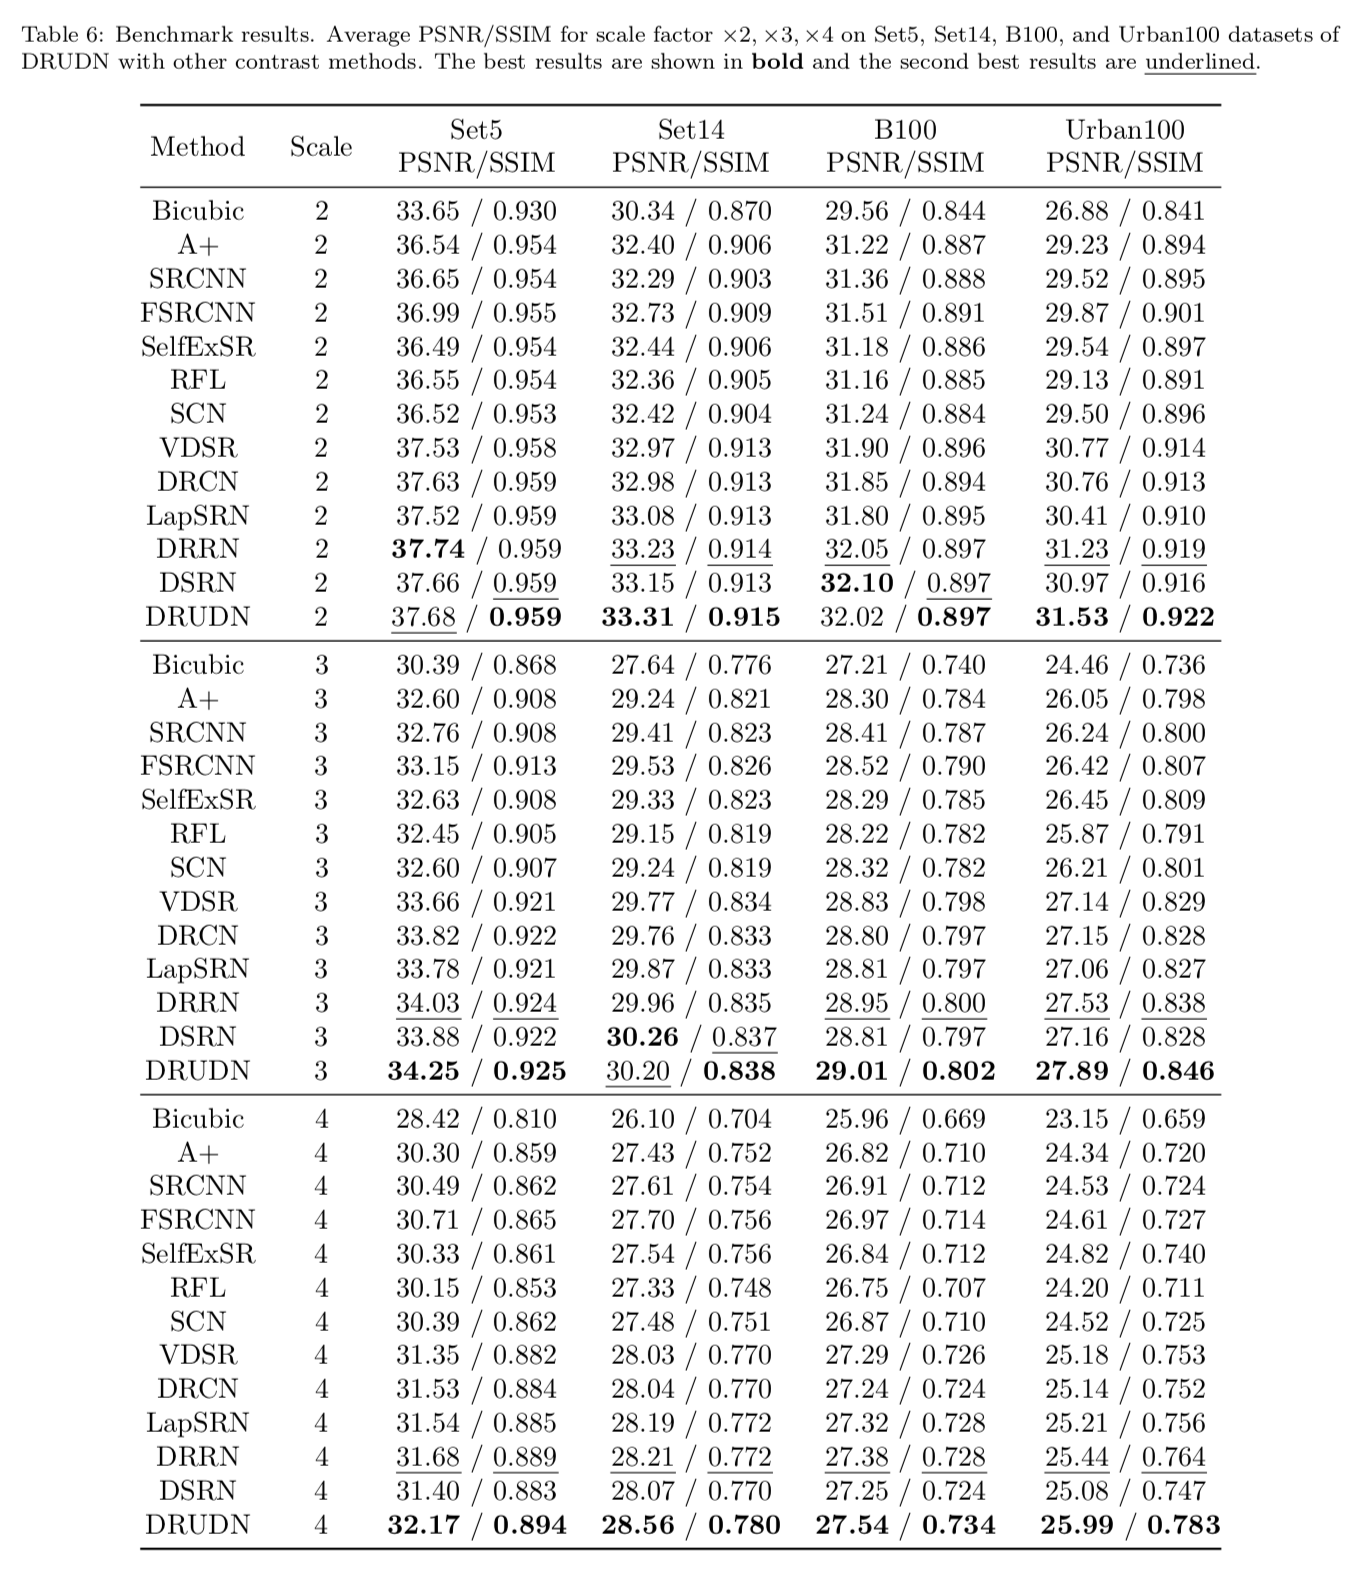 Table 6: Benchmark results. Average PSNR/SSIM for scale factor ×2, ×3, ×4 on Set5, Set14, B100, and Urban100 datasets of
DRUDN with other contrast methods. The best results are shown in bold and the second best results are underlined.
Method Scale Set5 Set14 B100 Urban100
PSNR/SSIM PSNR/SSIM PSNR/SSIM PSNR/SSIM
Bicubic 2 33.65 / 0.930 30.34 / 0.870 29.56 / 0.844 26.88 / 0.841
A+ 2 36.54 / 0.954 32.40 / 0.906 31.22 / 0.887 29.23 / 0.894
SRCNN 2 36.65 / 0.954 32.29 / 0.903 31.36 / 0.888 29.52 / 0.895
FSRCNN 2 36.99 / 0.955 32.73 / 0.909 31.51 / 0.891 29.87 / 0.901
SelfExSR 2 36.49 / 0.954 32.44 / 0.906 31.18 / 0.886 29.54 / 0.897
RFL 2 36.55 / 0.954 32.36 / 0.905 31.16 / 0.885 29.13 / 0.891
SCN 2 36.52 / 0.953 32.42 / 0.904 31.24 / 0.884 29.50 / 0.896
VDSR 2 37.53 / 0.958 32.97 / 0.913 31.90 / 0.896 30.77 / 0.914
DRCN 2 37.63 / 0.959 32.98 / 0.913 31.85 / 0.894 30.76 / 0.913
LapSRN 2 37.52 / 0.959 33.08 / 0.913 31.80 / 0.895 30.41 / 0.910
DRRN 2 37.74 / 0.959 33.23 / 0.914 32.05 / 0.897 31.23 / 0.919
DSRN 2 37.66 / 0.959 33.15 / 0.913 32.10 / 0.897 30.97 / 0.916
DRUDN 2 37.68 / 0.959 33.31 / 0.915 32.02 / 0.897 31.53 / 0.922
Bicubic 3 30.39 / 0.868 27.64 / 0.776 27.21 / 0.740 24.46 / 0.736
A+ 3 32.60 / 0.908 29.24 / 0.821 28.30 / 0.784 26.05 / 0.798
SRCNN 3 32.76 / 0.908 29.41 / 0.823 28.41 / 0.787 26.24 / 0.800
FSRCNN 3 33.15 / 0.913 29.53 / 0.826 28.52 / 0.790 26.42 / 0.807
SelfExSR 3 32.63 / 0.908 29.33 / 0.823 28.29 / 0.785 26.45 / 0.809
RFL 3 32.45 / 0.905 29.15 / 0.819 28.22 / 0.782 25.87 / 0.791
SCN 3 32.60 / 0.907 29.24 / 0.819 28.32 / 0.782 26.21 / 0.801
VDSR 3 33.66 / 0.921 29.77 / 0.834 28.83 / 0.798 27.14 / 0.829
DRCN 3 33.82 / 0.922 29.76 / 0.833 28.80 / 0.797 27.15 / 0.828
LapSRN 3 33.78 / 0.921 29.87 / 0.833 28.81 / 0.797 27.06 / 0.827
DRRN 3 34.03 / 0.924 29.96 / 0.835 28.95 / 0.800 27.53 / 0.838
DSRN 3 33.88 / 0.922 30.26 / 0.837 28.81 / 0.797 27.16 / 0.828
DRUDN 3 34.25 / 0.925 30.20 / 0.838 29.01 / 0.802 27.89 / 0.846
Bicubic 4 28.42 / 0.810 26.10 / 0.704 25.96 / 0.669 23.15 / 0.659
A+ 4 30.30 / 0.859 27.43 / 0.752 26.82 / 0.710 24.34 / 0.720
SRCNN 4 30.49 / 0.862 27.61 / 0.754 26.91 / 0.712 24.53 / 0.724
FSRCNN 4 30.71 / 0.865 27.70 / 0.756 26.97 / 0.714 24.61 / 0.727
SelfExSR 4 30.33 / 0.861 27.54 / 0.756 26.84 / 0.712 24.82 / 0.740
RFL 4 30.15 / 0.853 27.33 / 0.748 26.75 / 0.707 24.20 / 0.711
SCN 4 30.39 / 0.862 27.48 / 0.751 26.87 / 0.710 24.52 / 0.725
VDSR 4 31.35 / 0.882 28.03 / 0.770 27.29 / 0.726 25.18 / 0.753
DRCN 4 31.53 / 0.884 28.04 / 0.770 27.24 / 0.724 25.14 / 0.752
LapSRN 4 31.54 / 0.885 28.19 / 0.772 27.32 / 0.728 25.21 / 0.756
DRRN 4 31.68 / 0.889 28.21 / 0.772 27.38 / 0.728 25.44 / 0.764
DSRN 4 31.40 / 0.883 28.07 / 0.770 27.25 / 0.724 25.08 / 0.747
DRUDN 4 32.17 / 0.894 28.56 / 0.780 27.54 / 0.734 25.99 / 0.783